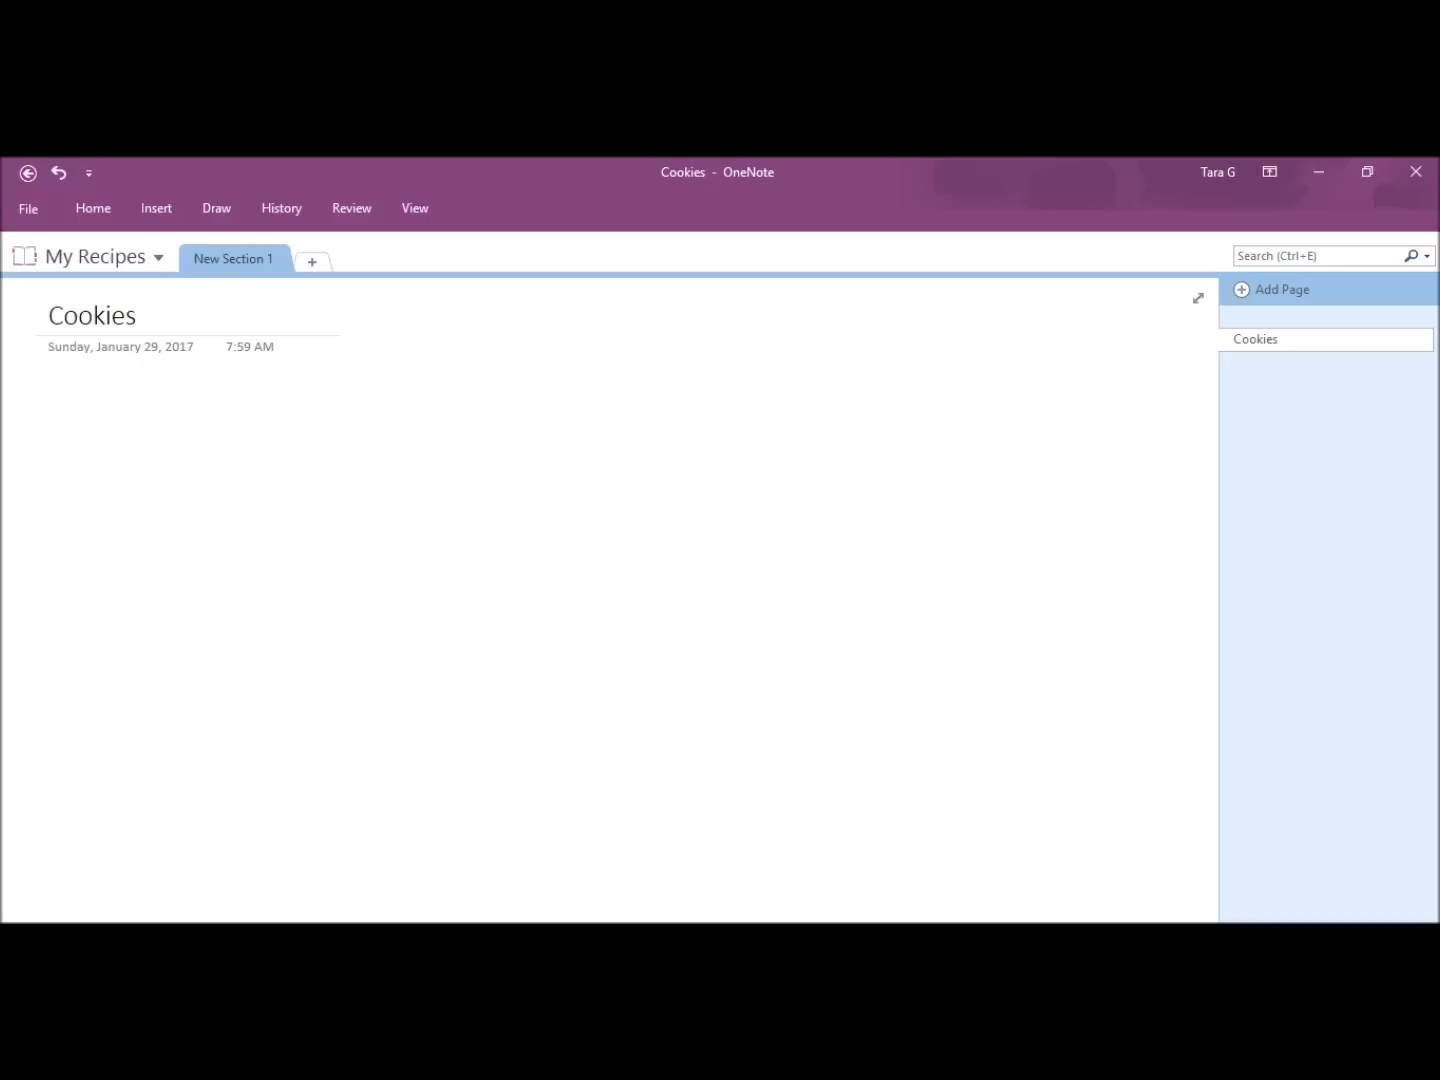 Cookies - OneNote
Tara G
File Home Insert Draw History Review View
My Recipes New Section 1 +
Search (Ctrl+E)
Add Page
Cookies
Sunday, January 29, 2017 7:59 AM
Cookies